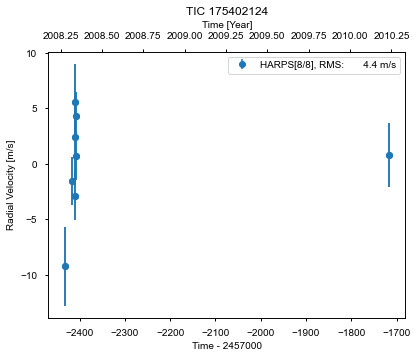 TIC 175402124
Time [Year]
2008.25 2008.50 2008.75 2009.00 2009.25 2009.50 2009.75 2010.00 2010.25
10
HARPS[8/8], RMS: 4.4 m/s
5
0
−5
−10
Radial Velocity [m/s]
−2400 −2300 −2200 −2100 −2000 −1900 −1800 −1700
Time - 2457000